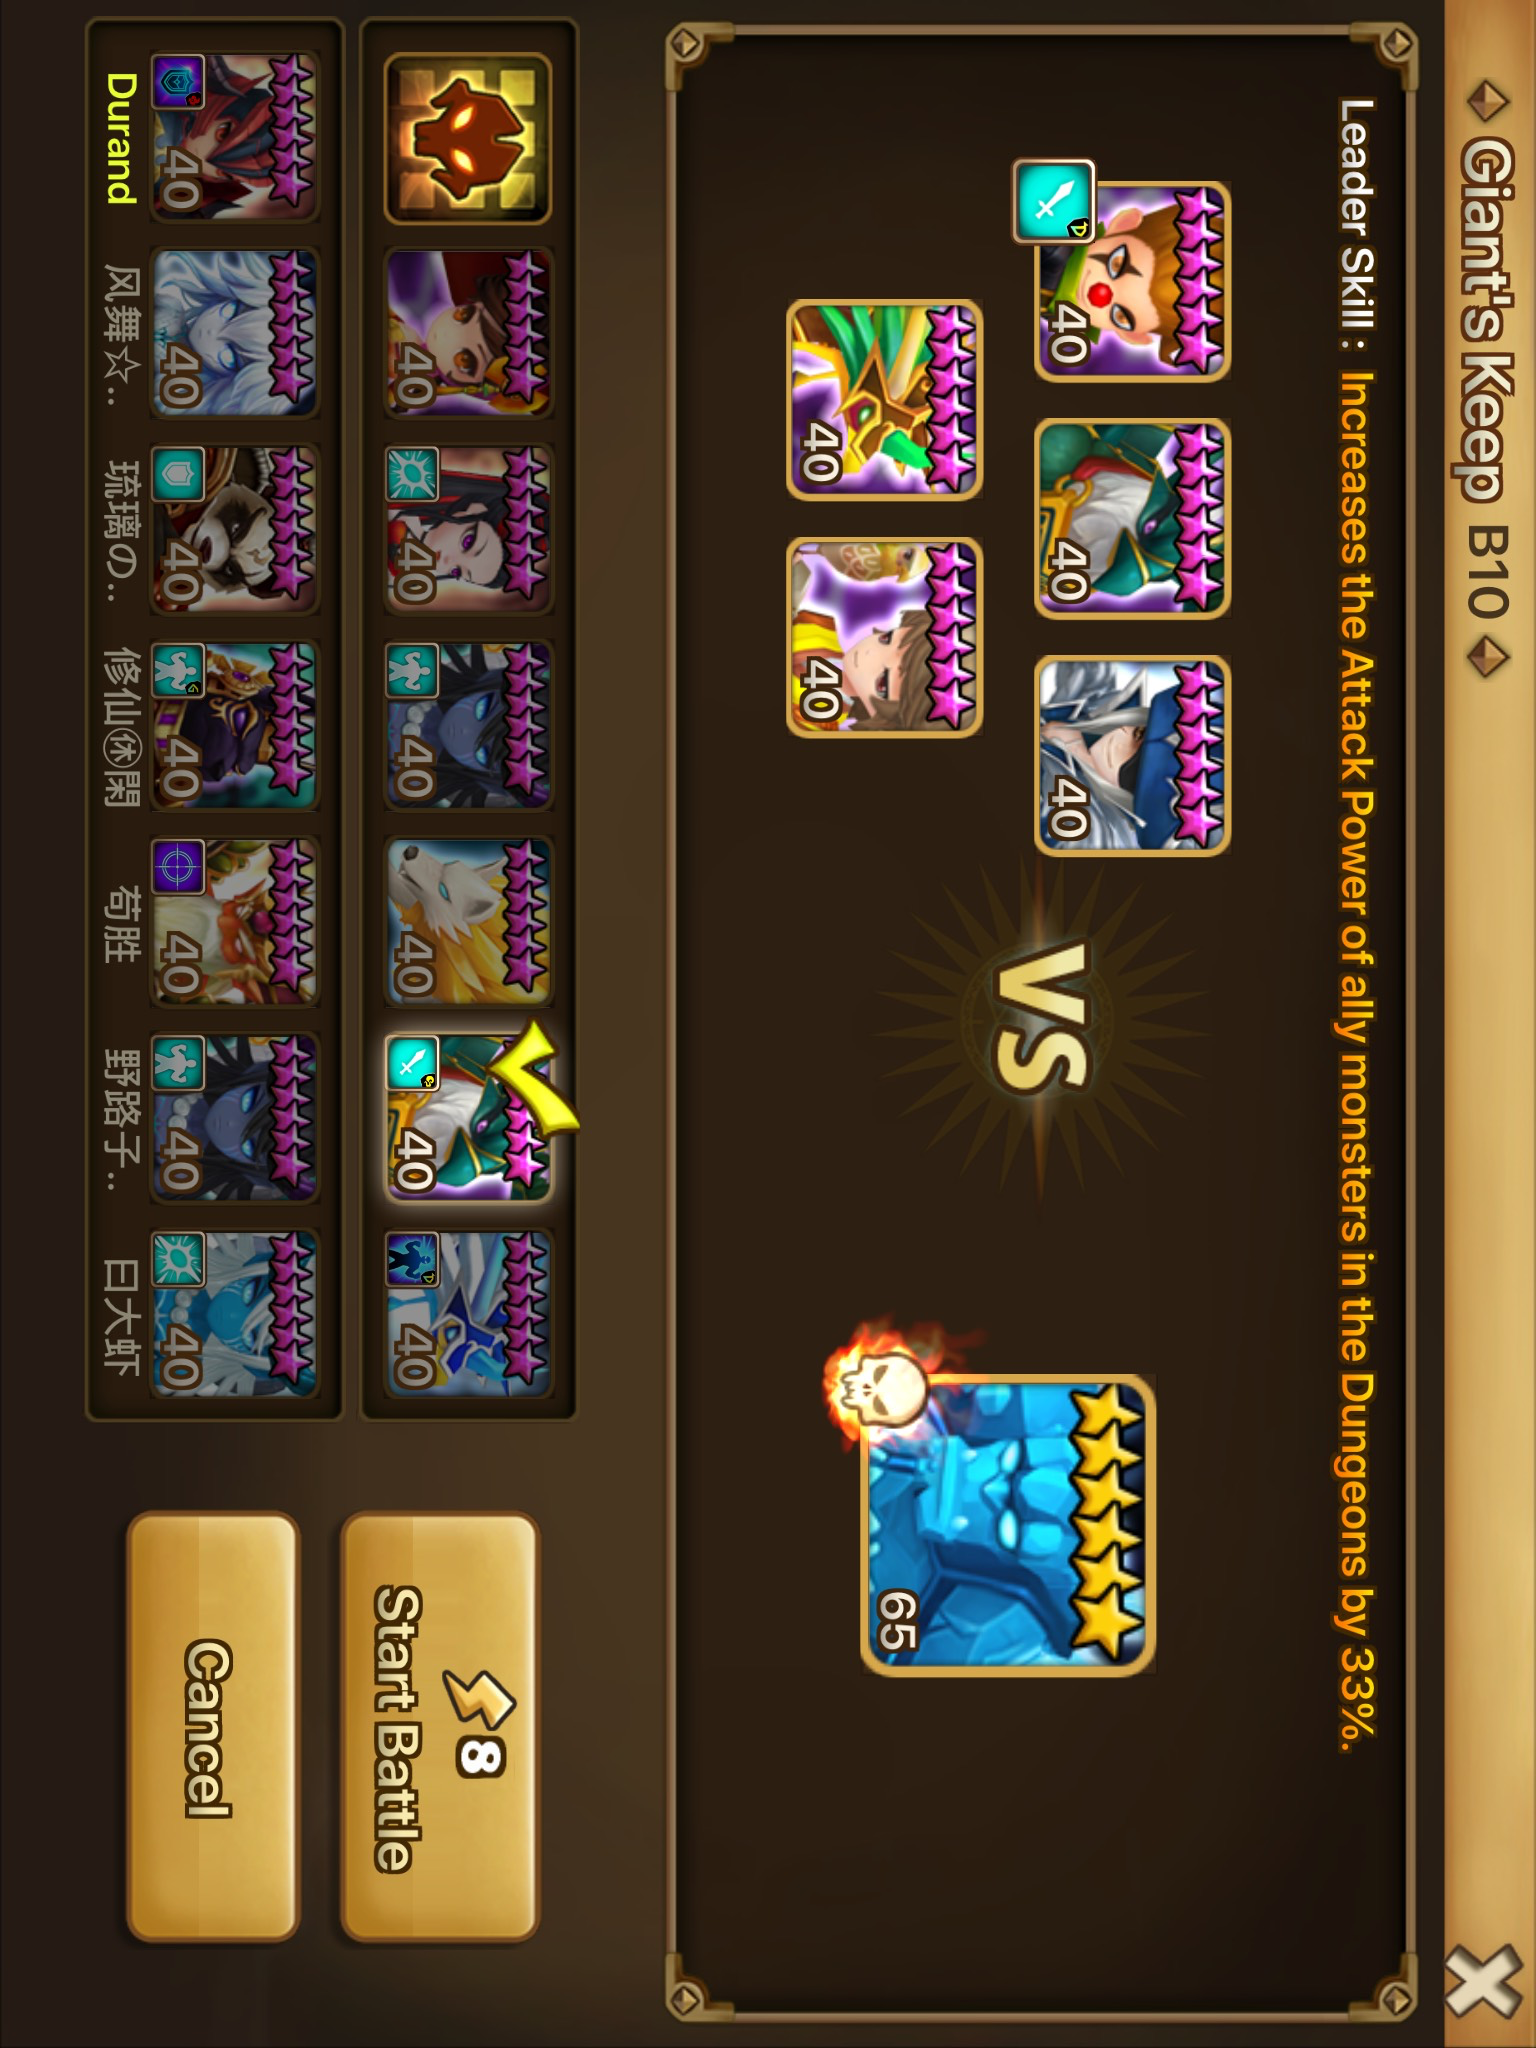 Giant's Keep B10
Leader Skill : Increases the Attack Power of ally monsters in the Dungeons by 33%.
40
40
40
40
40
VS
65
40
40
40
40
40
40
8
Start Battle
40
40
40
40
40
40
40
Durand
风舞☆..
琉璃の..
修仙㊡閑
苟胜
野路子..
曰大虾
Cancel